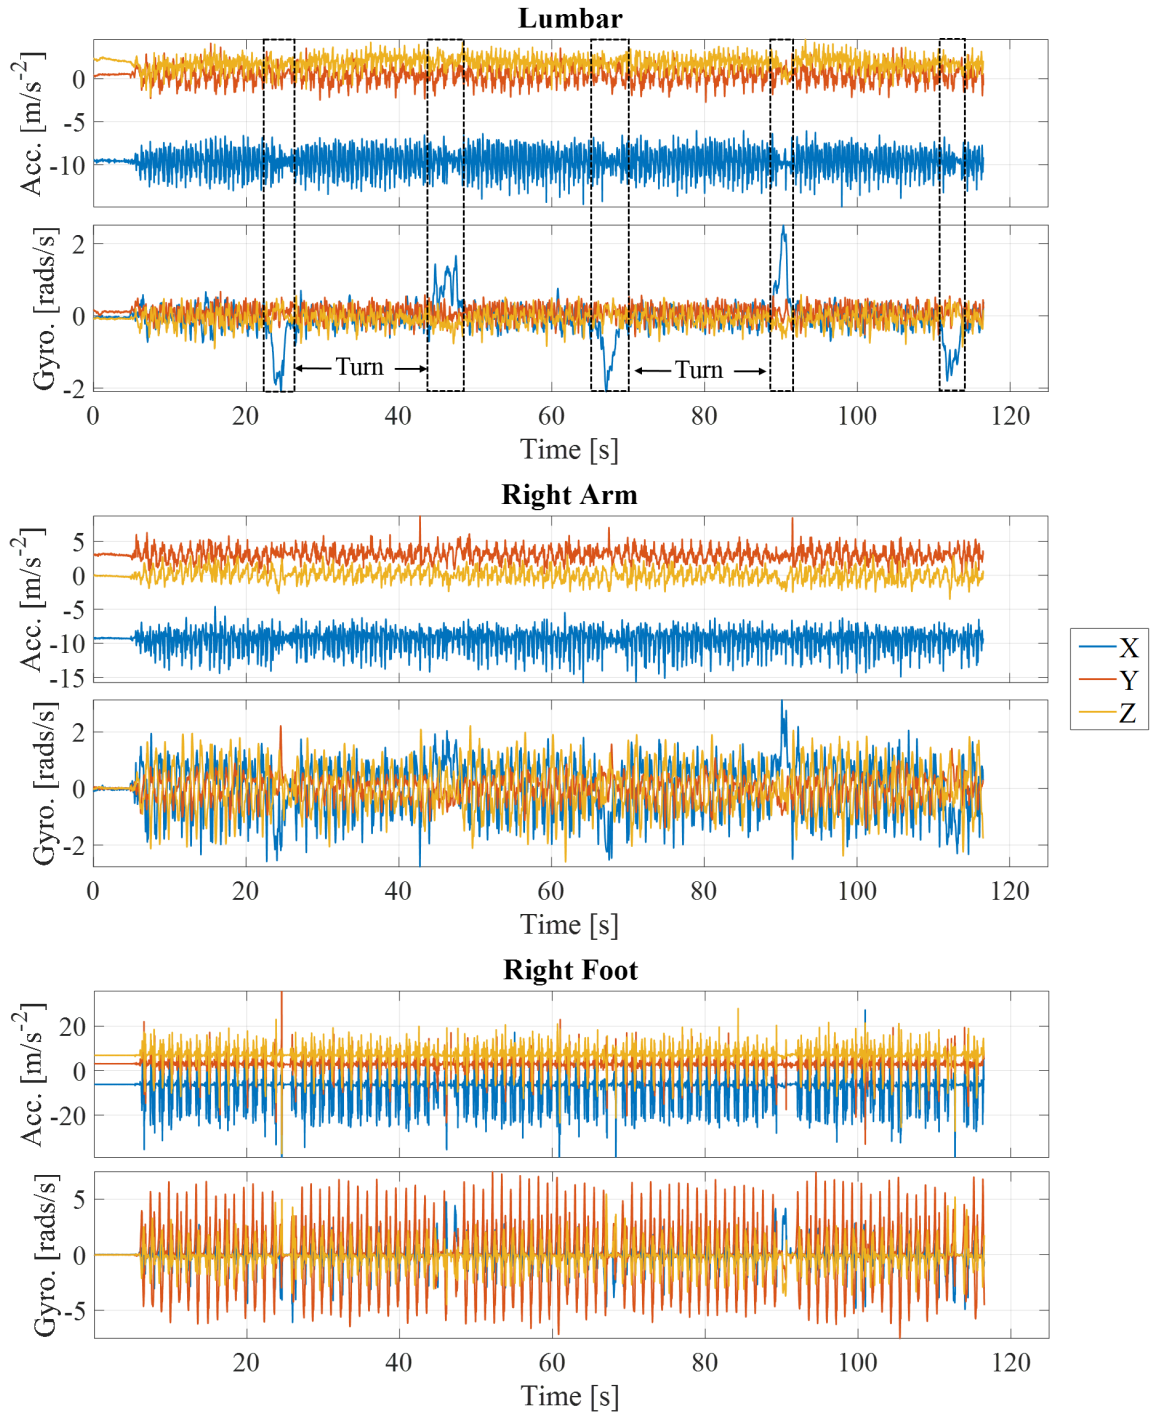 Lumbar
Acc. [m/s⁻²]
0
-5
-10
Gyro. [rads/s]
2
0
-2
Turn
Turn
0 20 40 60 80 100 120
Time [s]
Right Arm
Acc. [m/s⁻²]
5
0
-5
-10
-15
Gyro. [rads/s]
2
0
-2
0 20 40 60 80 100 120
Time [s]
X
Y
Z
Right Foot
Acc. [m/s⁻²]
20
0
-20
Gyro. [rads/s]
5
0
-5
20 40 60 80 100 120
Time [s]